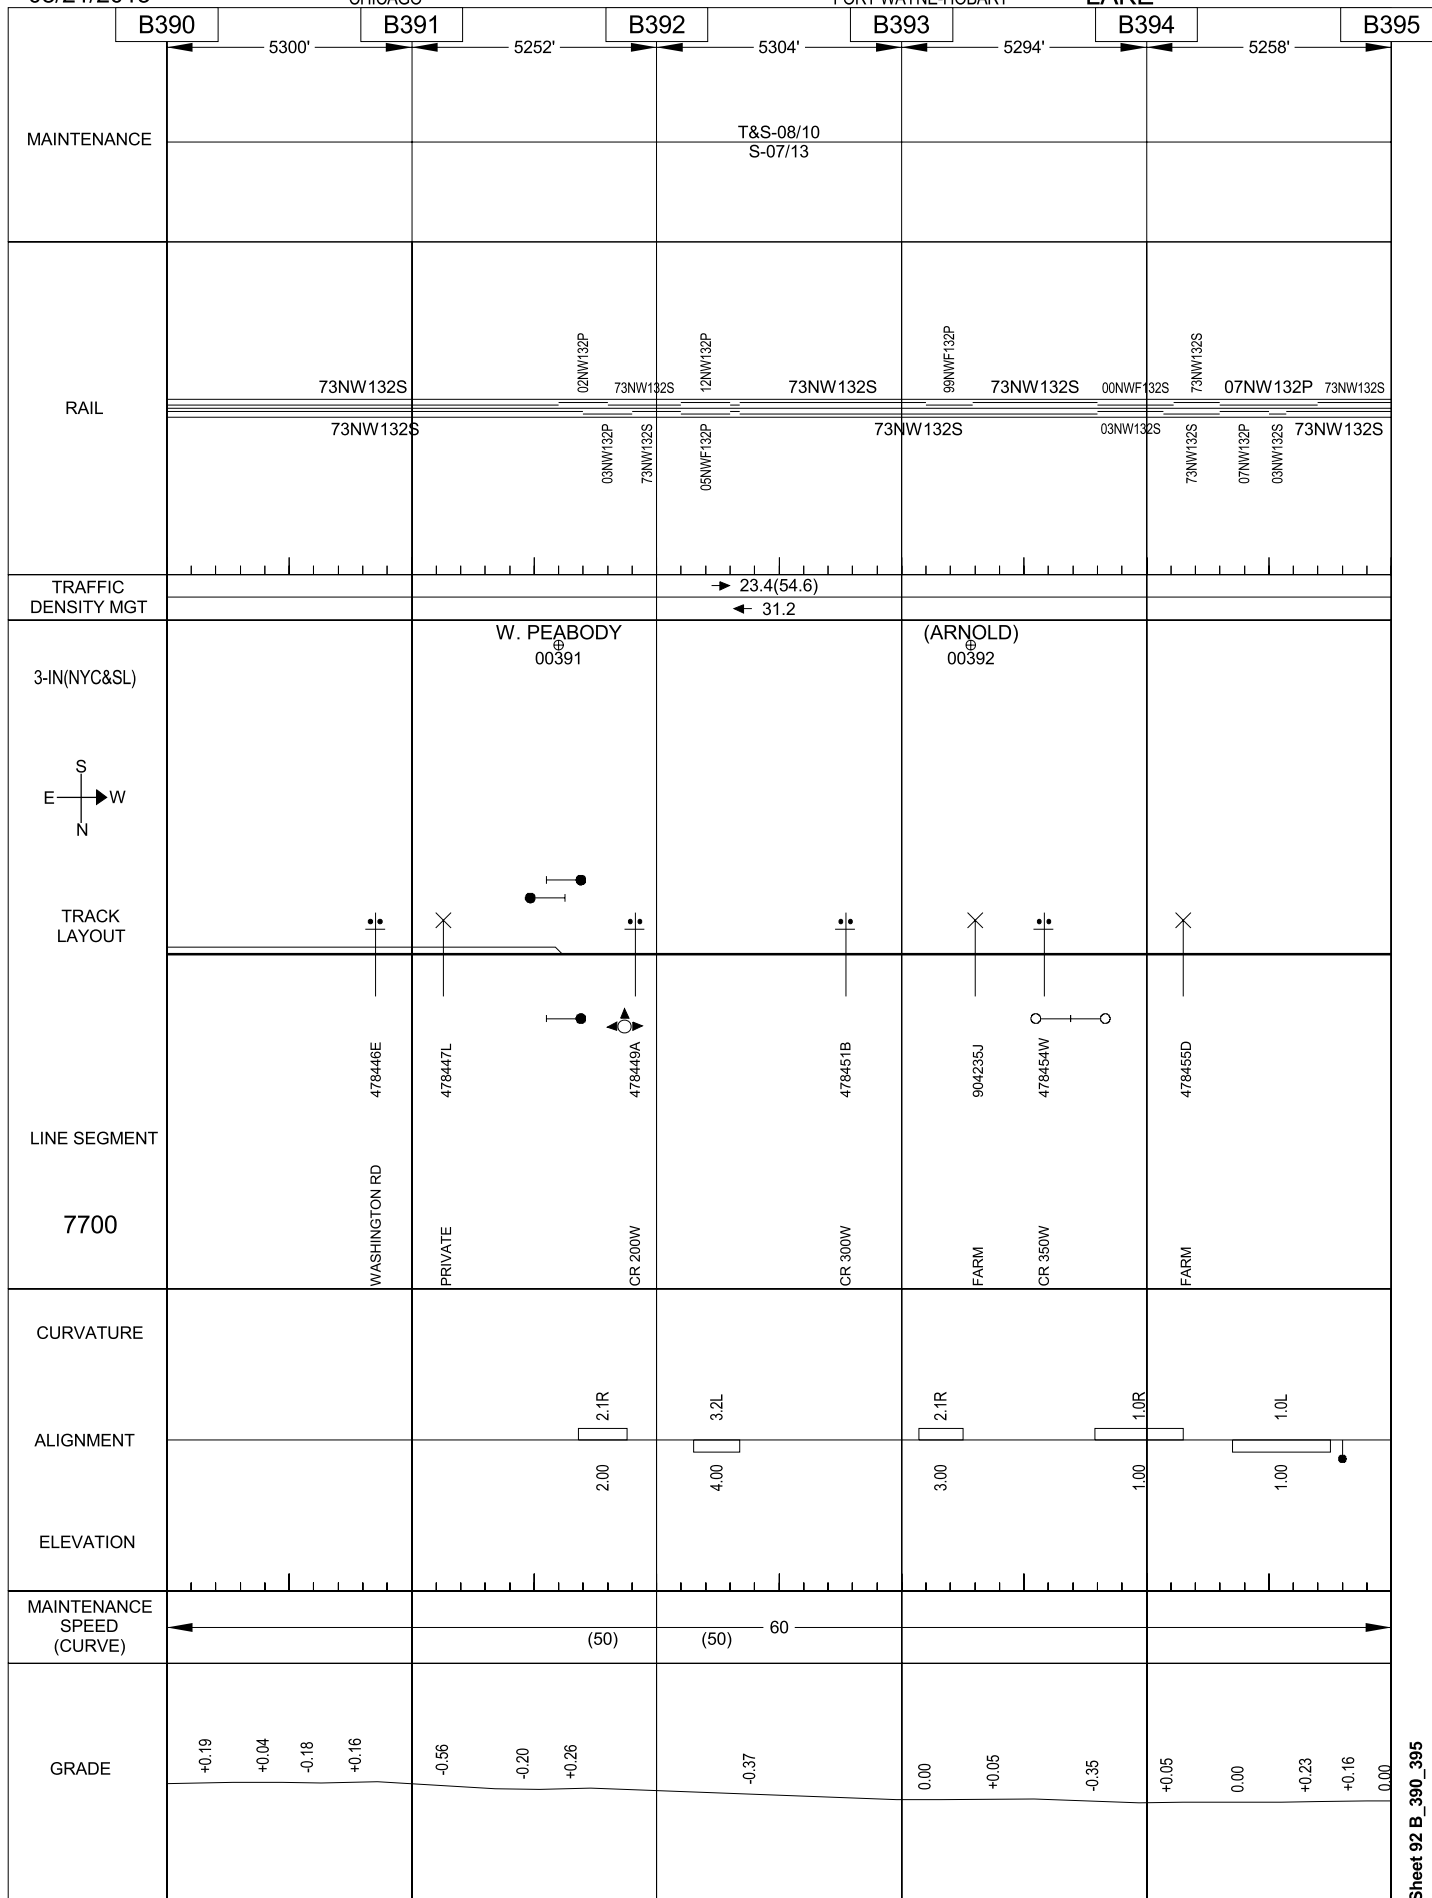 CHICAGO
B390 B391 B392 B393 B394 B395
5300' 5252' 5304' 5294' 5258'
MAINTENANCE
T&S-08/10
S-07/13
02NW132P 12NW132P 99NWF132P 73NW132S
73NW132S 73NW132S 73NW132S 73NW132S 00NWF132S 07NW132P 73NW132S
RAIL
73NW132S 73NW132S 03NW132S 73NW132S
03NW132P 73NW132S 05NWF132P 73NW132S 07NW132P 03NW132S
TRAFFIC
DENSITY MGT
23.4(54.6)
31.2
W. PEABODY (ARNOLD)
00391 00392
3-IN(NYC&SL)
S
E W
N
TRACK
LAYOUT
478446E 478447L 478449A 478451B 904235J 478454W 478455D
LINE SEGMENT
7700
WASHINGTON RD PRIVATE CR 200W CR 300W FARM CR 350W FARM
CURVATURE
2.1R 3.2L 2.1R 1.0R 1.0L
ALIGNMENT
2.00 4.00 3.00 1.00 1.00
ELEVATION
MAINTENANCE
SPEED
(CURVE)
60
(50) (50)
GRADE
+0.19 +0.04 -0.18 +0.16 -0.56 -0.20 +0.26 -0.37 0.00 +0.05 -0.35 +0.05 0.00 +0.23 +0.16 0.00
Sheet 92 B_390_395